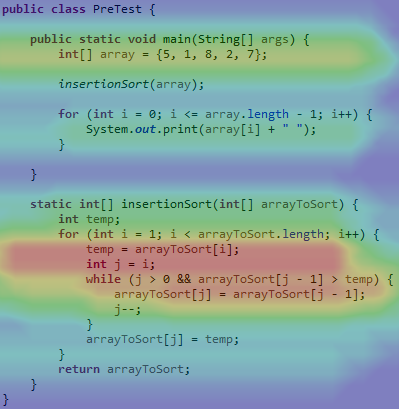 public class PreTest {
public static void main(String[] args) {
int[] array = {5, 1, 8, 2, 7};
insertionSort(array);
for (int i = 0; i <= array.length - 1; i++) {
System.out.print(array[i] + " ");
}
}
static int[] insertionSort(int[] arrayToSort) {
int temp;
for (int i = 1; i < arrayToSort.length; i++) {
temp = arrayToSort[i];
int j = i;
while (j > 0 && arrayToSort[j - 1] > temp) {
arrayToSort[j] = arrayToSort[j - 1];
j--;
}
arrayToSort[j] = temp;
}
return arrayToSort;
}
}